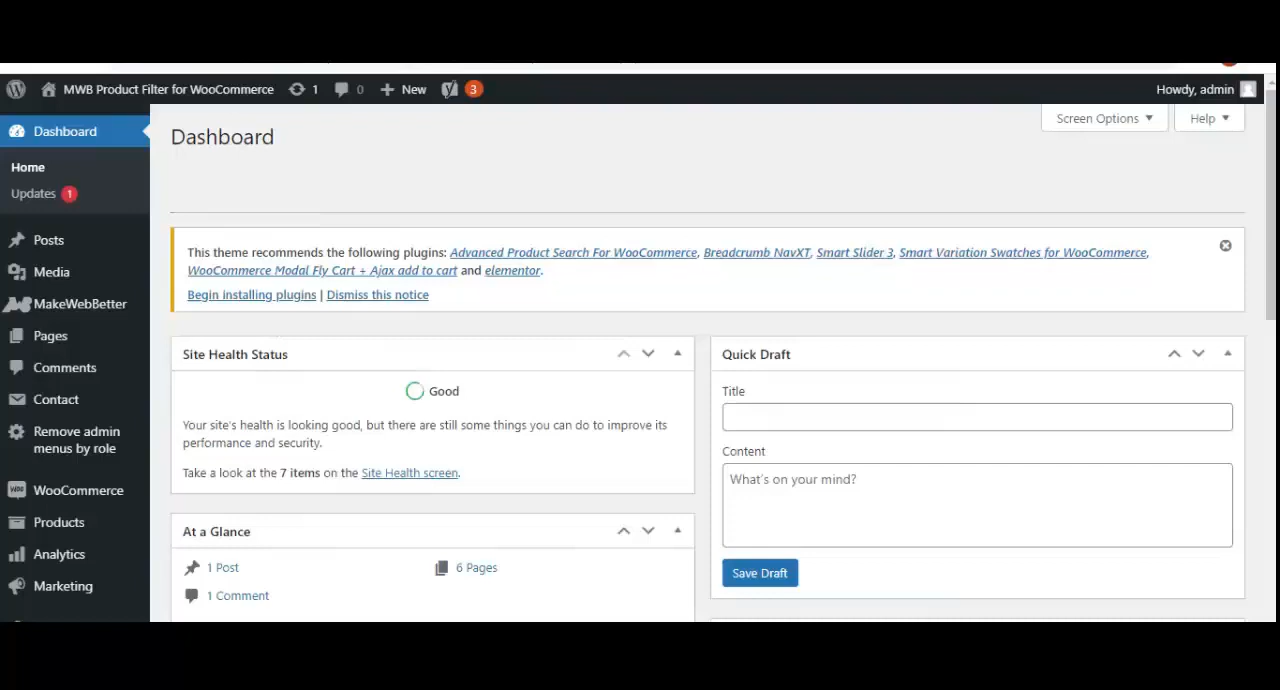 MWB Product Filter for WooCommerce 1 0 New 3 Howdy, admin
Dashboard
Home
Updates 1
Posts
Media
MakeWebBetter
Pages
Comments
Contact
Remove admin
menus by role
WooCommerce
Products
Analytics
Marketing
Screen Options Help
Dashboard
This theme recommends the following plugins: Advanced Product Search For WooCommerce, Breadcrumb NavXT, Smart Slider 3, Smart Variation Swatches for WooCommerce,
WooCommerce Modal Fly Cart + Ajax add to cart and elementor.
Begin installing plugins | Dismiss this notice
Site Health Status
Good
Your site's health is looking good, but there are still some things you can do to improve its
performance and security.
Take a look at the 7 items on the Site Health screen.
At a Glance
1 Post 6 Pages
1 Comment
Quick Draft
Title
Content
What's on your mind?
Save Draft